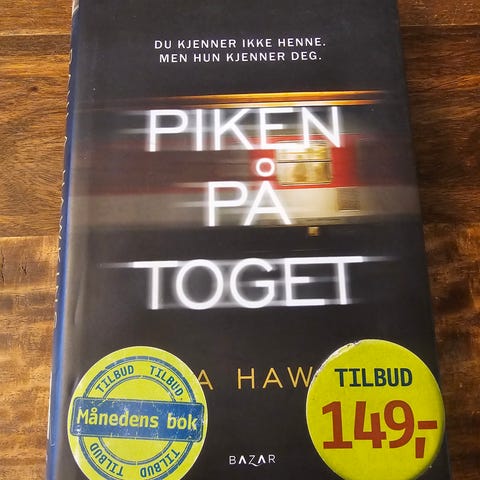 DU KJENNER IKKE HENNE.
MEN HUN KJENNER DEG.
PIKEN
PÅ
TOGET
A HAW
TILBUD TILBUD
Månedens bok
TILBUD TILBUD
TILBUD
149,-
BAZAR